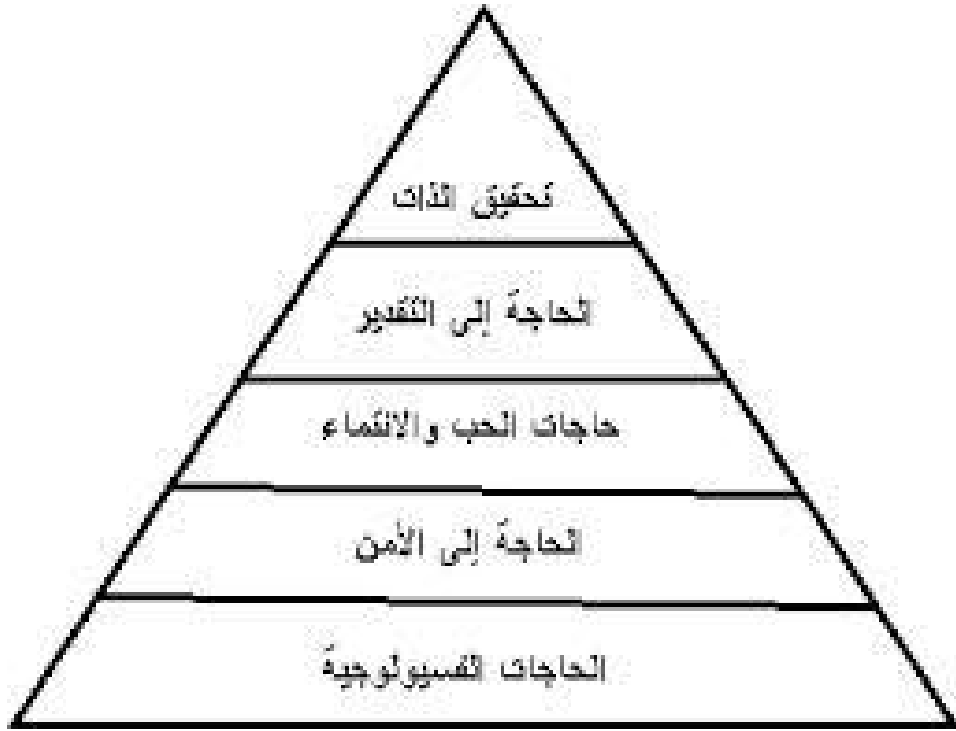 تحقيق الذات
الحاجة إلى التقدير
حاجات الحب والانتماء
الحاجة إلى الأمن
الحاجات الفسيولوجية